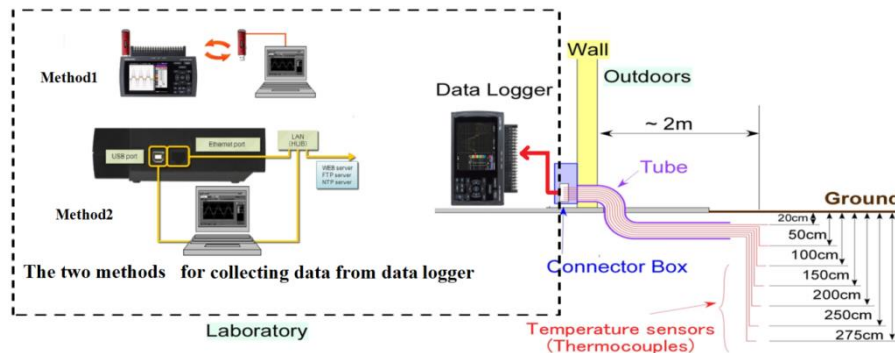 Method1
USB port
Ethernet port
LAN
(HUB)
WEB server
FTP server
NTP server
Method2
The two methods for collecting data from data logger
Laboratory
Data Logger
Wall
Outdoors
~ 2m
Tube
Connector Box
Ground
20cm
50cm
100cm
150cm
200cm
250cm
275cm
Temperature sensors
(Thermocouples)